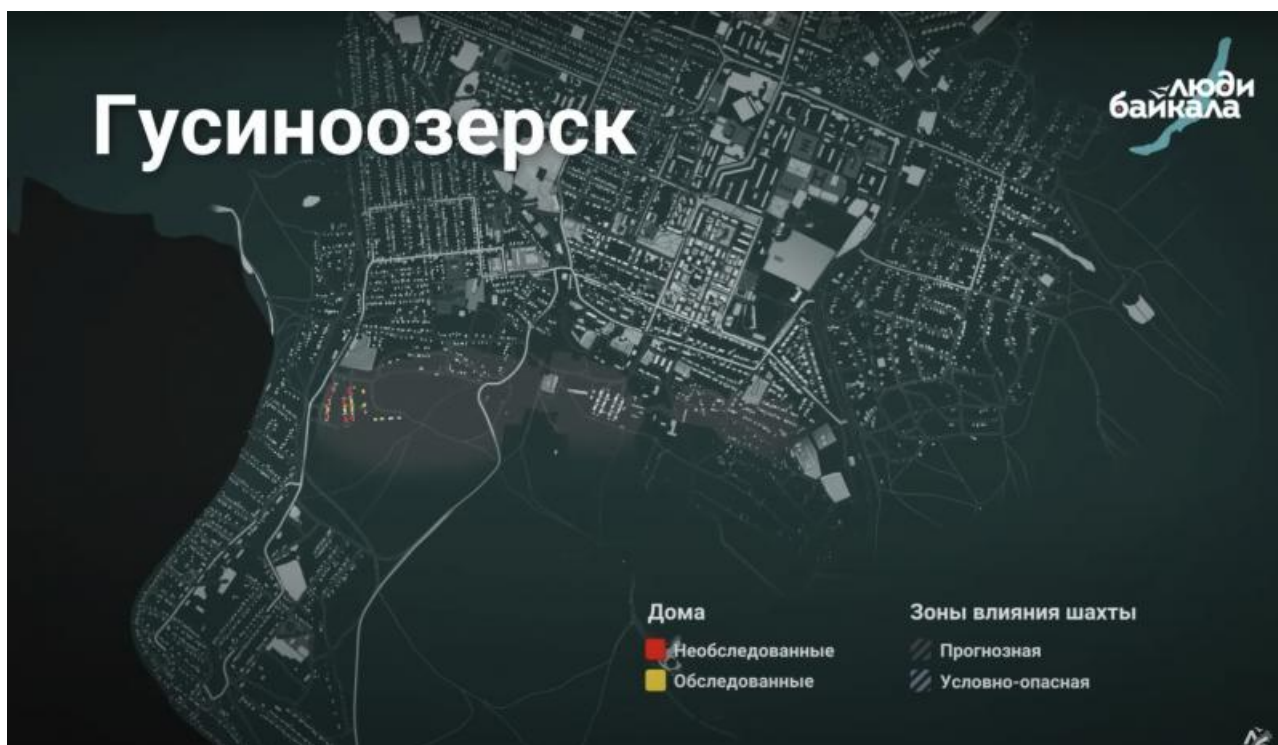 Гусиноозерск
люди
байкала
Дома
Необследованные
Обследованные
Зоны влияния шахты
Прогнозная
Условно-опасная